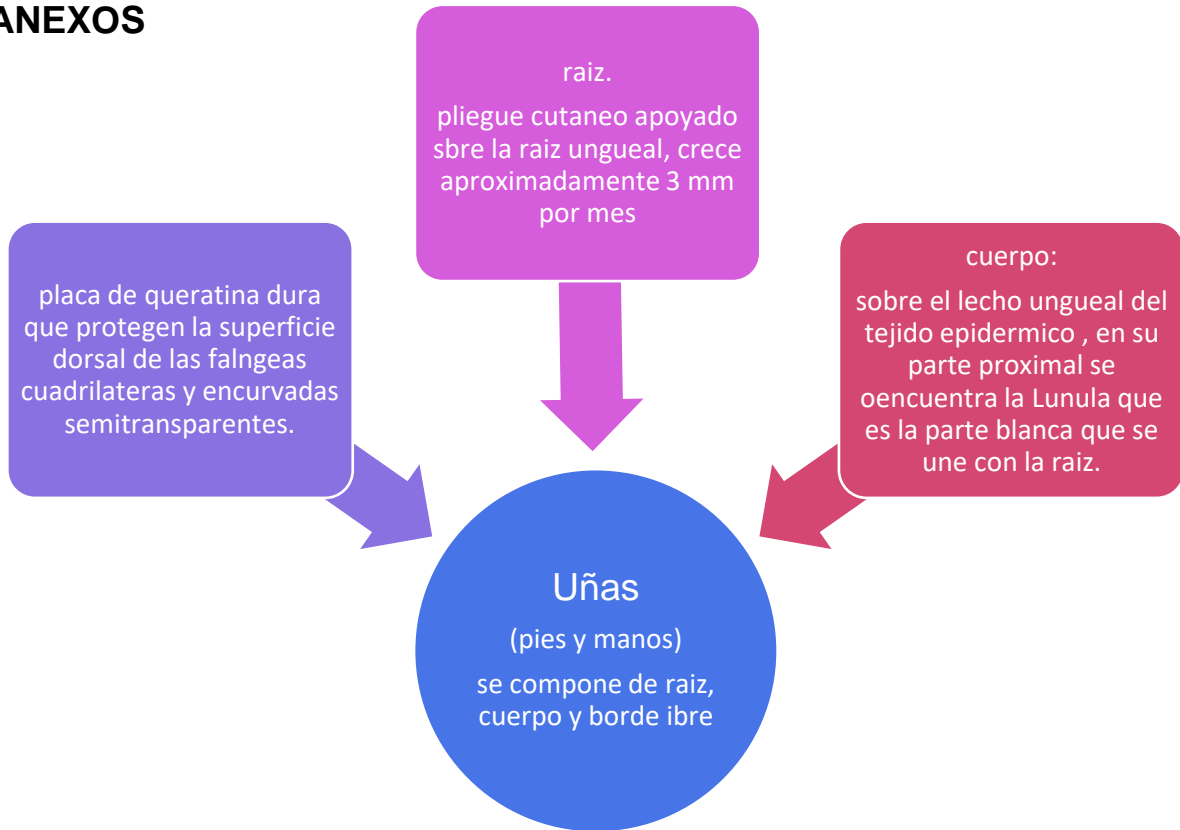 ANEXOS
raiz.
pliegue cutaneo apoyado
sbre la raiz ungueal, crece
aproximadamente 3 mm
por mes
placa de queratina dura
que protegen la superficie
dorsal de las falngeas
cuadrilateras y encurvadas
semitransparentes.
cuerpo:
sobre el lecho ungueal del
tejido epidermico , en su
parte proximal se
oencuentra la Lunula que
es la parte blanca que se
une con la raiz.
Uñas
(pies y manos)
se compone de raiz,
cuerpo y borde ibre